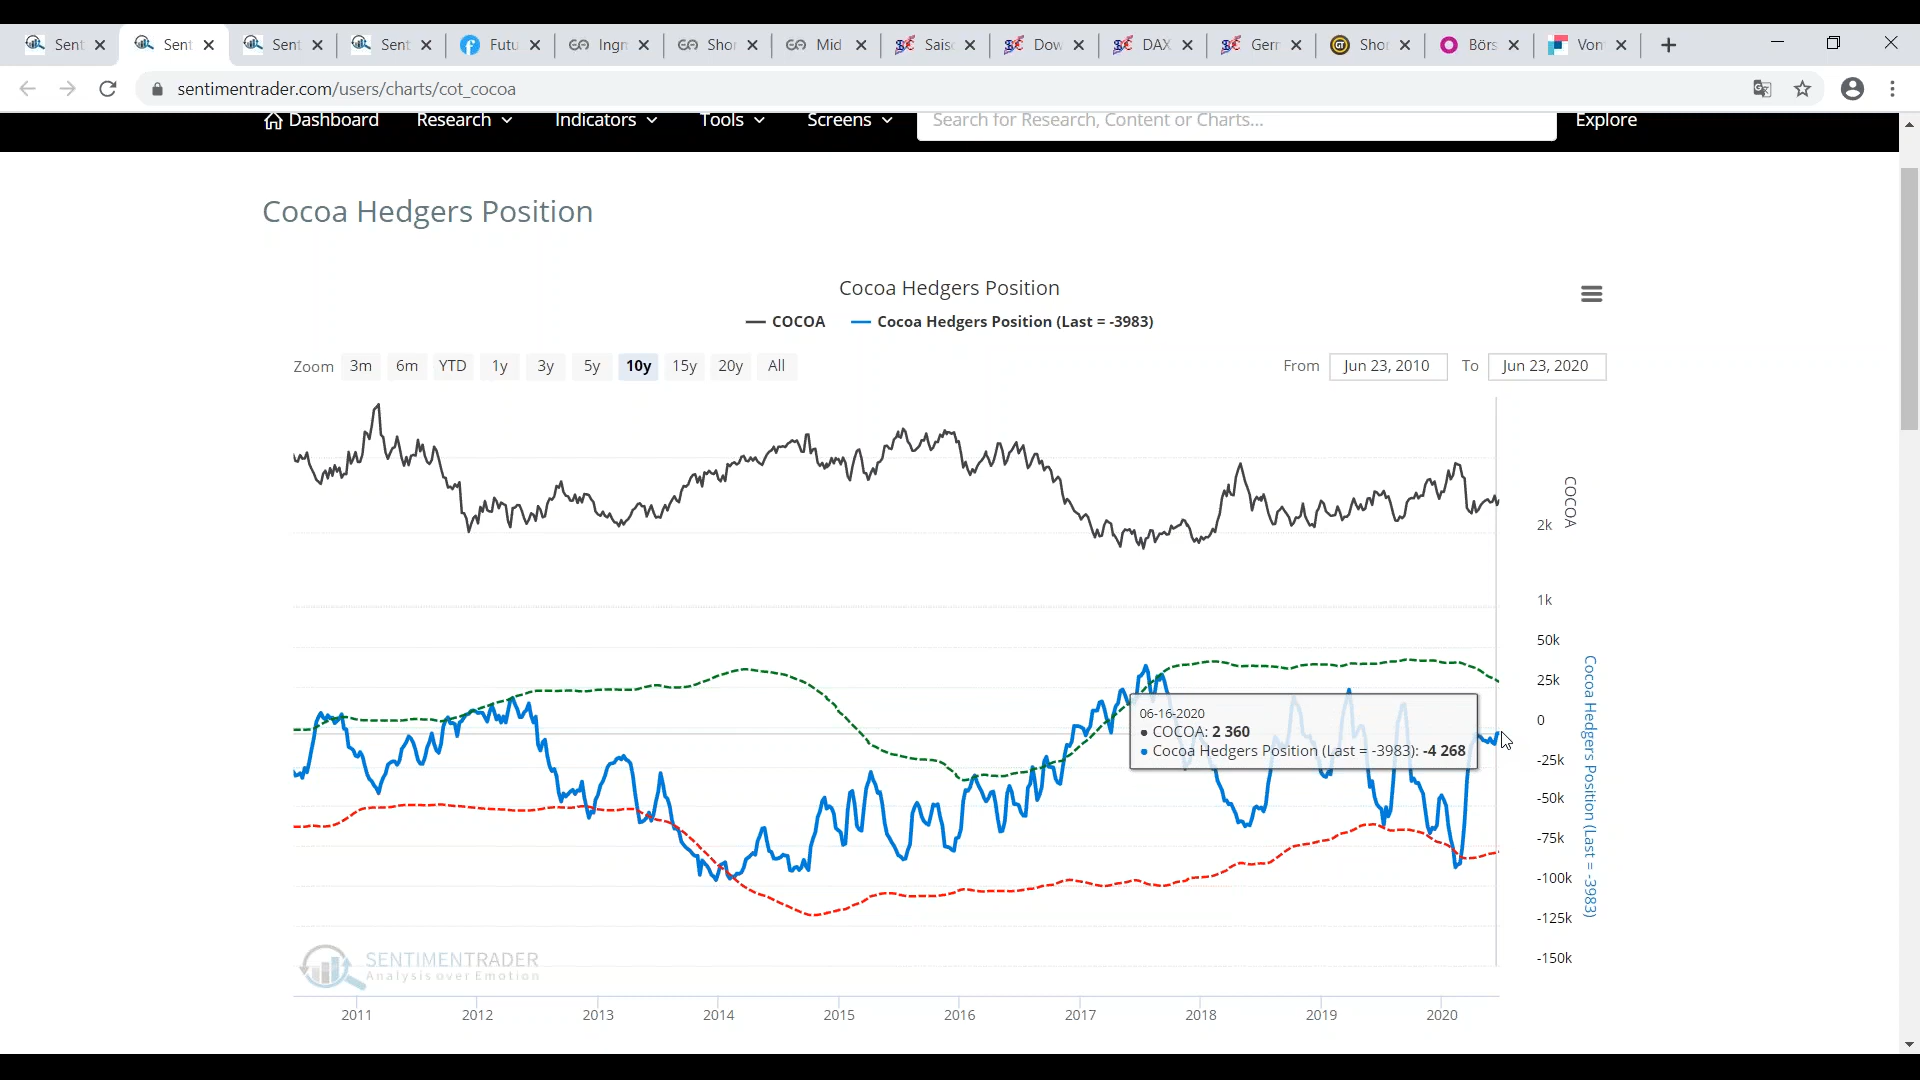 Sent
Sent
Sent
Sent
Futu
Ingr
Shor
Mid
Sais
Dow
DAX
Gern
Shor
Börs
Von
sentimentrader.com/users/charts/cot_cocoa
Dashboard Research Indicators Tools Screens Search for Research, Content or Charts... Explore
Cocoa Hedgers Position
Cocoa Hedgers Position
COCOA Cocoa Hedgers Position (Last = -3983)
Zoom 3m 6m YTD 1y 3y 5y 10y 15y 20y All From Jun 23, 2010 To Jun 23, 2020
COCOA
2k
1k
50k
25k
0
-25k
-50k
-75k
-100k
-125k
-150k
Cocoa Hedgers Position (Last = -3983)
06-16-2020
COCOA: 2 360
Cocoa Hedgers Position (Last = -3983): -4 268
SENTIMENTRADER
Analysis over Emotion
2011 2012 2013 2014 2015 2016 2017 2018 2019 2020